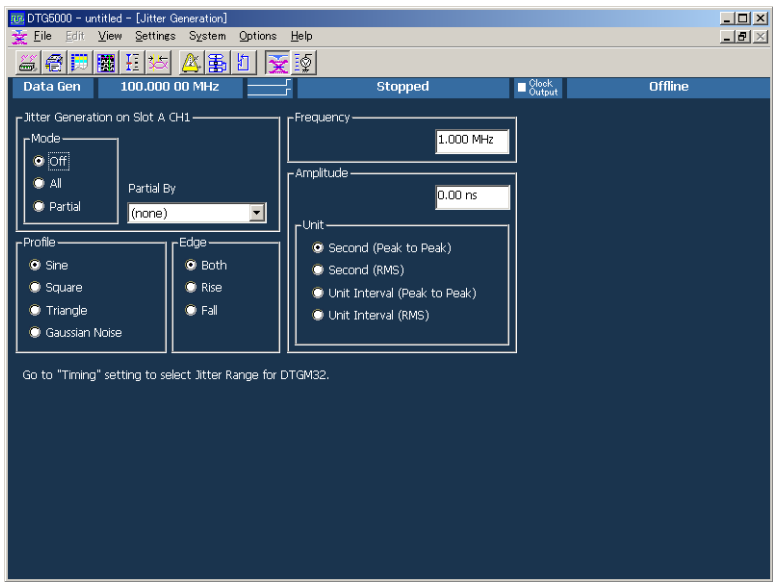 DTG5000 - untitled - [Jitter Generation]
File Edit View Settings System Options Help
Data Gen 100.000 00 MHz Stopped Clock Output Offline
Jitter Generation on Slot A CH1
Mode
Off
All
Partial
Partial By
(none)
Frequency
1.000 MHz
Amplitude
0.00 ns
Unit
Second (Peak to Peak)
Second (RMS)
Unit Interval (Peak to Peak)
Unit Interval (RMS)
Profile
Sine
Square
Triangle
Gaussian Noise
Edge
Both
Rise
Fall
Go to "Timing" setting to select Jitter Range for DTGM32.